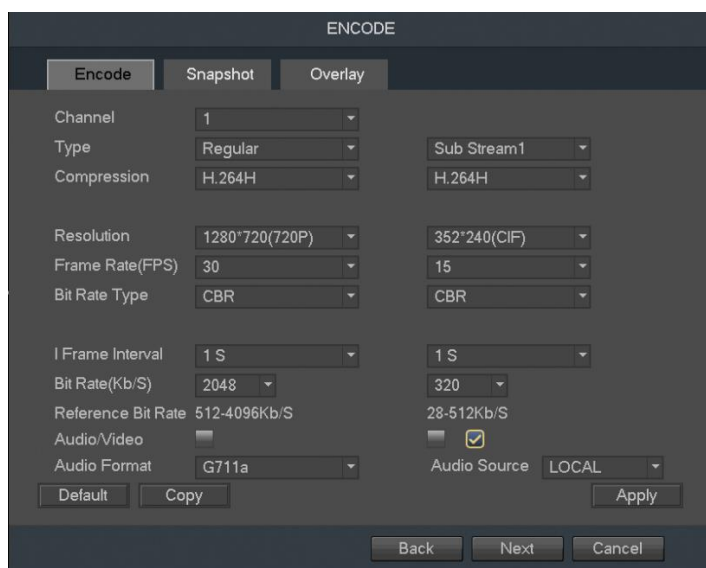 ENCODE
Encode Snapshot Overlay
Channel 1
Type Regular Sub Stream1
Compression H.264H H.264H
Resolution 1280*720(720P) 352*240(CIF)
Frame Rate(FPS) 30 15
Bit Rate Type CBR CBR
I Frame Interval 1 S 1 S
Bit Rate(Kb/S) 2048 320
Reference Bit Rate 512-4096Kb/S 28-512Kb/S
Audio/Video
Audio Format G711a Audio Source LOCAL
Default Copy Apply
Back Next Cancel